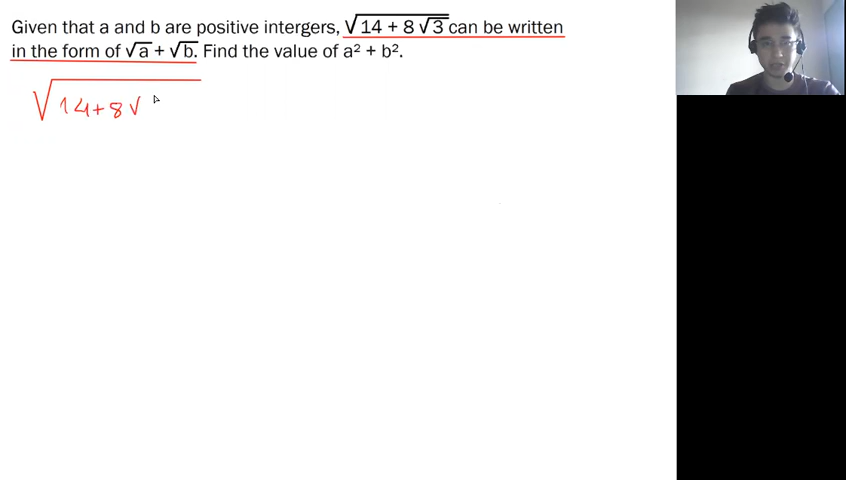 Given that a and b are positive intergers, √14 + 8 √3 can be written
in the form of √a + √b. Find the value of a² + b².
√14+8√